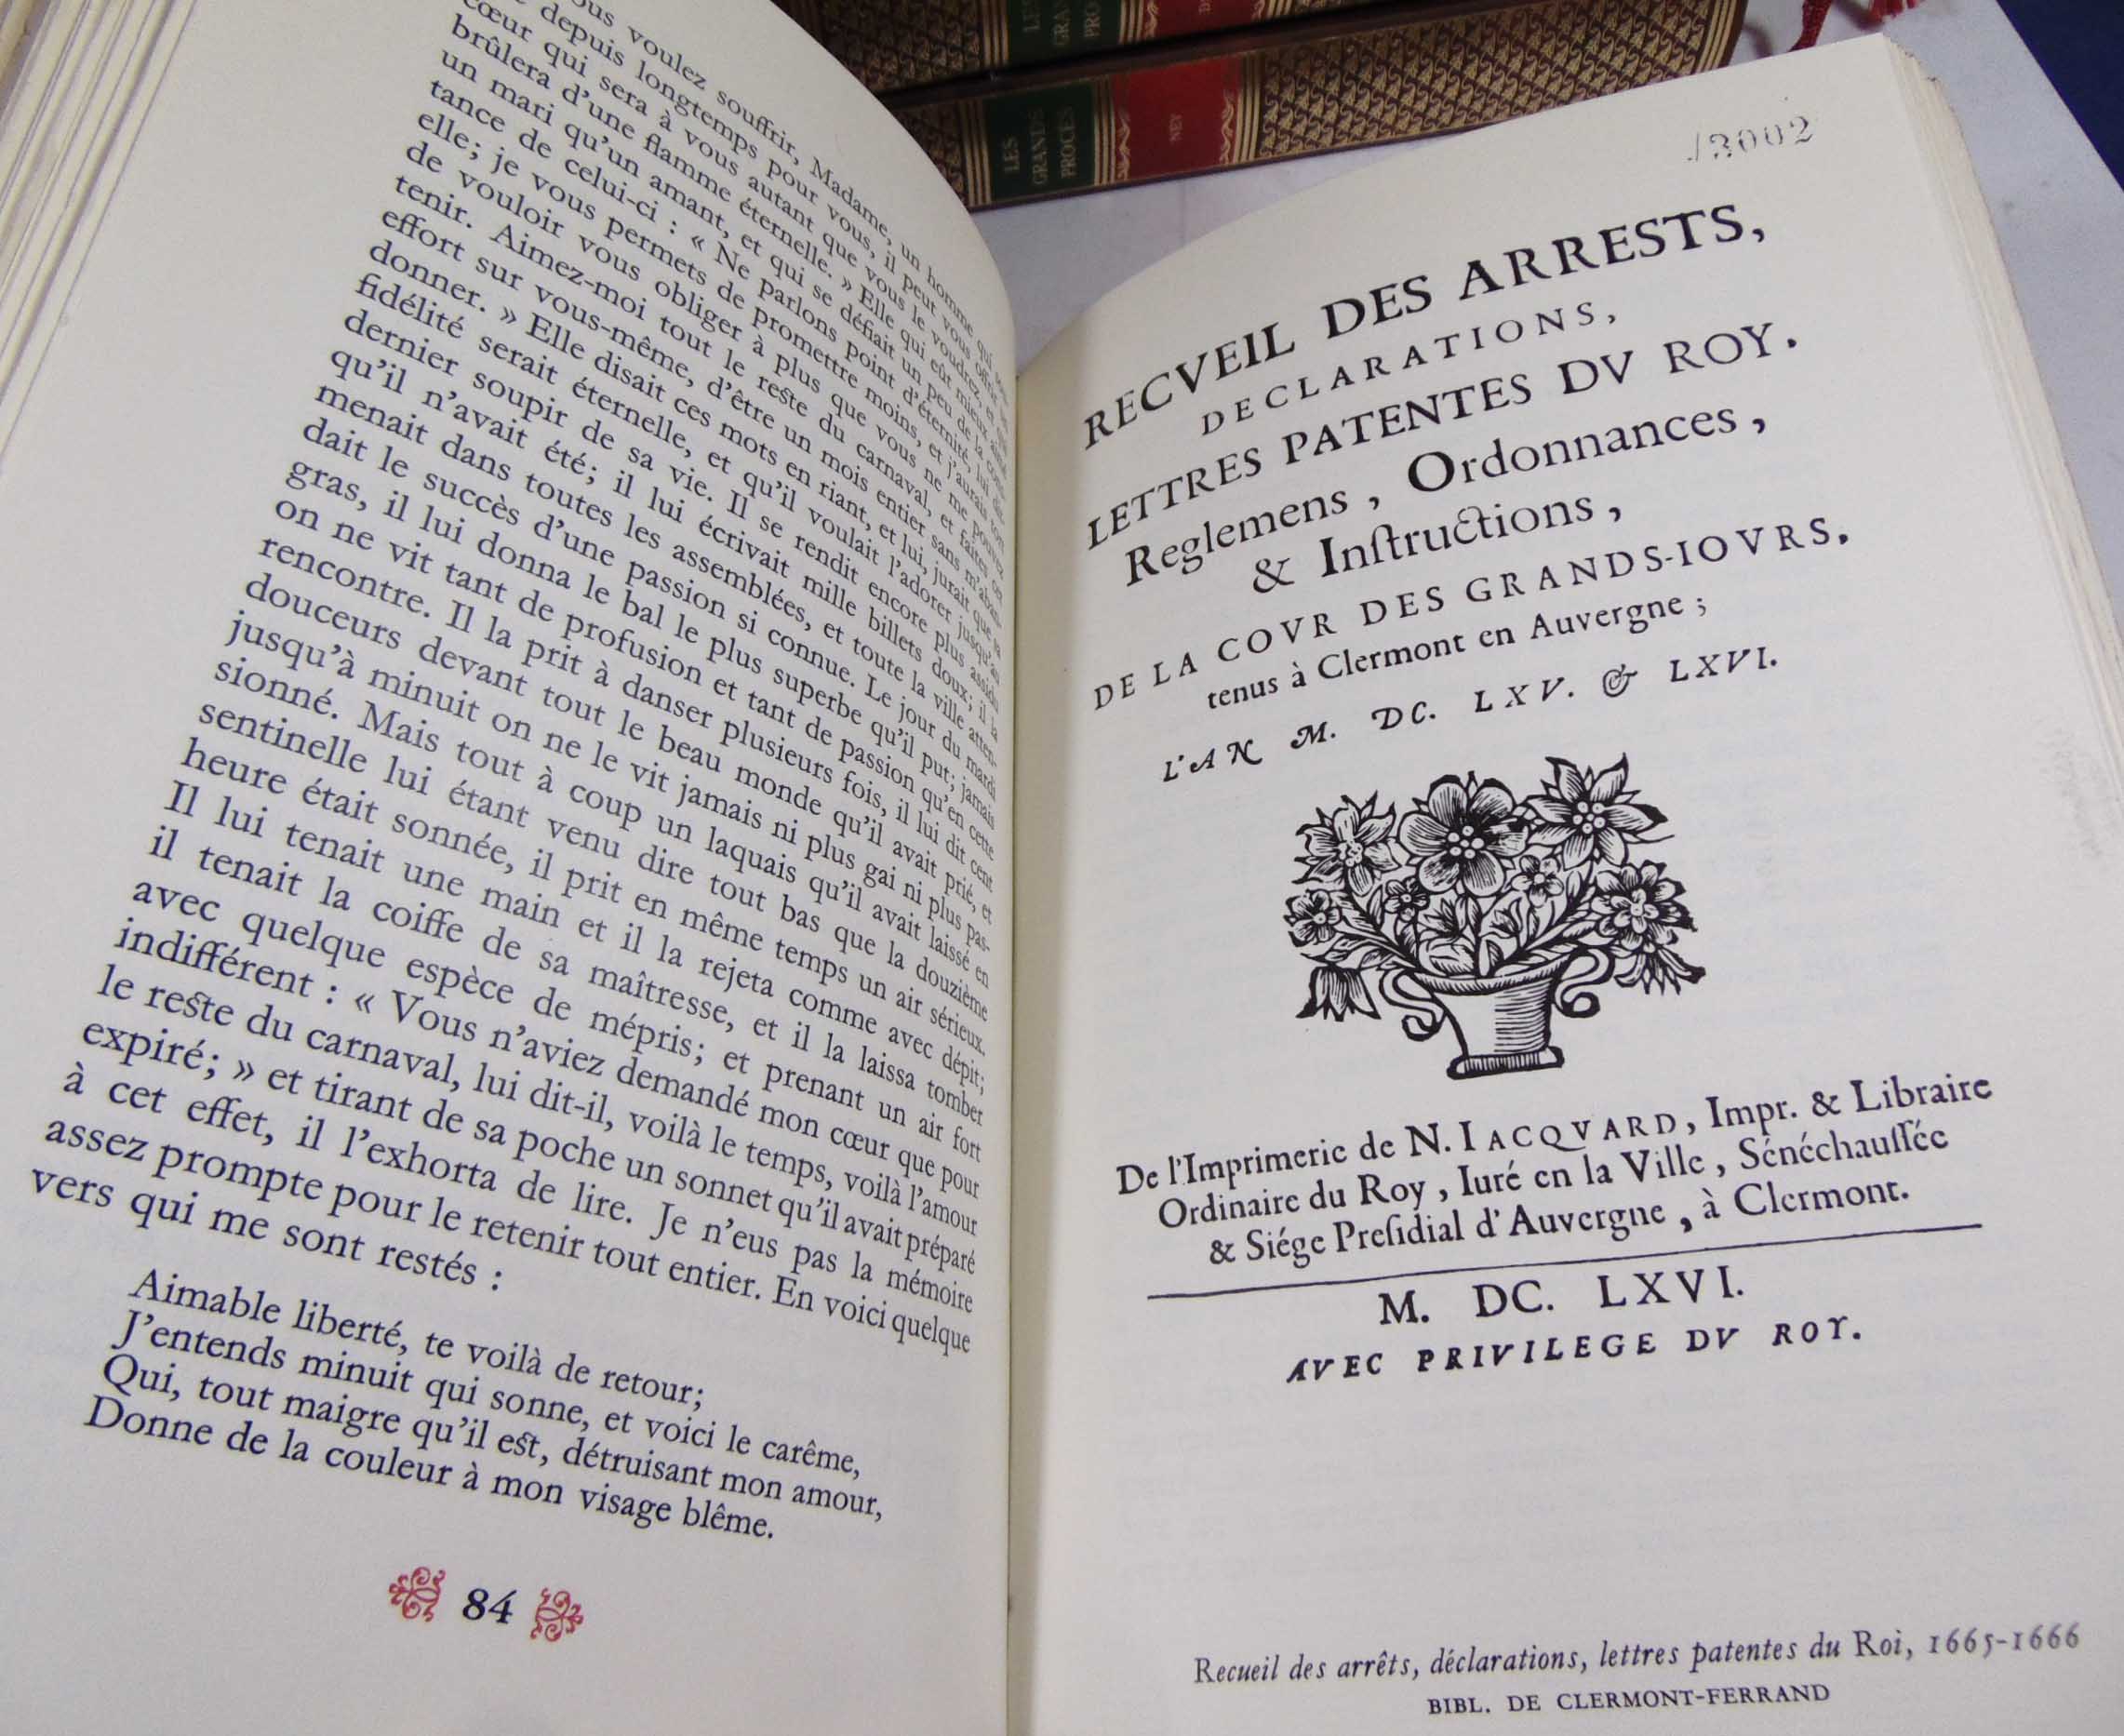 ous voulez souffrir, Madame, un homme qui
depuis longtemps pour vous, il peut vous offrir un
cœur qui sera à vous autant que vous le voudrez, et
brûlera d'une flamme éternelle. » Elle qui eût mieux aimé
un mari qu'un amant, et qui se défiait un peu de la cons-
tance de celui-ci : « Ne parlons point d'éternité, lui dit-
elle; je vous permets de promettre moins, et j'aurais tort
de vouloir vous obliger à plus que vous ne me pouvez
tenir. Aimez-moi tout le reste du carnaval, et faites cet
effort sur vous-même, d'être un mois entier sans m'aban-
donner. » Elle disait ces mots en riant, et lui, jurait que sa
fidélité serait éternelle, et qu'il voulait l'adorer jusqu'au
dernier soupir de sa vie. Il se rendit encore plus assidu
qu'il n'avait été; il lui écrivait mille billets doux; il la
menait dans toutes les assemblées, et toute la ville atten-
dait le succès d'une passion si connue. Le jour du mardi
gras, il lui donna le bal le plus superbe qu'il put; jamais
on ne vit tant de profusion et tant de passion qu'en cette
rencontre. Il la prit à danser plusieurs fois, il lui dit cent
douceurs devant tout le beau monde qu'il avait prié, et
jusqu'à minuit on ne le vit jamais ni plus gai ni plus pas-
sionné. Mais tout à coup un laquais qu'il avait laissé en
sentinelle lui étant venu dire tout bas que la douzième
heure était sonnée, il prit en même temps un air sérieux.
Il lui tenait une main et il la rejeta comme avec dépit;
il tenait la coiffe de sa maîtresse, et il la laissa tomber
avec quelque espèce de mépris; et prenant un air fort
indifférent : « Vous n'aviez demandé mon cœur que pour
le reste du carnaval, lui dit-il, voilà le temps, voilà l'amour
expiré; » et tirant de sa poche un sonnet qu'il avait préparé
à cet effet, il l'exhorta de lire. Je n'eus pas la mémoire
assez prompte pour le retenir tout entier. En voici quelque
vers qui me sont restés :
Aimable liberté, te voilà de retour;
J'entends minuit qui sonne, et voici le carême,
Qui, tout maigre qu'il est, détruisant mon amour,
Donne de la couleur à mon visage blême.
84
LES
GRANDS
PROCES
NEY
13002
RECVEIL DES ARRESTS,
DECLARATIONS,
LETTRES PATENTES DV ROY.
Reglemens, Ordonnances,
& Inſtructions,
DE LA COVR DES GRANDS-IOVRS,
tenus à Clermont en Auvergne;
L'AN M. DC. LXV. & LXVI.
De l'Imprimerie de N. IACQVARD, Impr. & Libraire
Ordinaire du Roy, Iuré en la Ville, Sénéchauſſée
& Siége Preſidial d'Auvergne, à Clermont.
M. DC. LXVI.
AVEC PRIVILEGE DV ROY.
Recueil des arrêts, déclarations, lettres patentes du Roi, 1665-1666
BIBL. DE CLERMONT-FERRAND